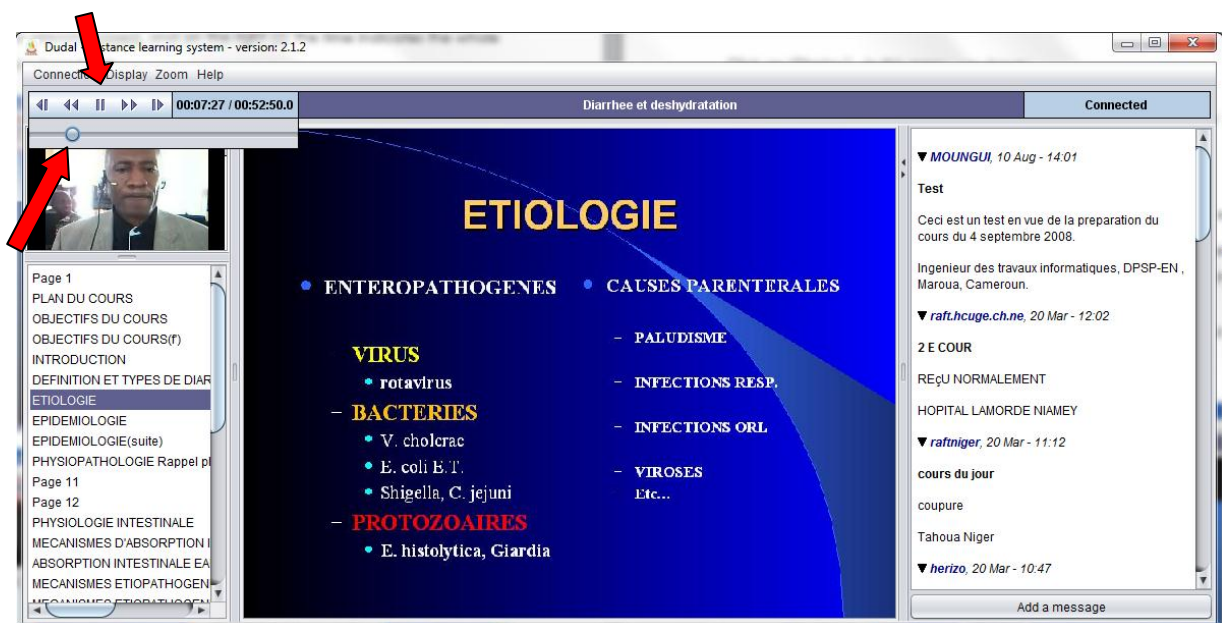 Dudal stance learning system - version: 2.1.2
Connecti Display Zoom Help
00:07:27 / 00:52:50.0
Diarrhee et deshydratation
Connected
Page 1
PLAN DU COURS
OBJECTIFS DU COURS
OBJECTIFS DU COURS(f')
INTRODUCTION
DEFINITION ET TYPES DE DIAR
ETIOLOGIE
EPIDEMIOLOGIE
EPIDEMIOLOGIE(suite)
PHYSIOPATHOLOGIE Rappel pl
Page 11
Page 12
PHYSIOLOGIE INTESTINALE
MECANISMES D'ABSORPTION I
ABSORPTION INTESTINALE EA
MECANISMES ETIOPATHOGEN
ETIOLOGIE
• ENTEROPATHOGENES
VIRUS
• rotavirus
– BACTERIES
• V. cholerae
• E. coli E.T.
• Shigella, C. jejuni
– PROTOZOAIRES
• E. histolytica, Giardia
• CAUSES PARENTERALES
– PALUDISME
– INFECTIONS RESP.
– INFECTIONS ORL
– VIROSES
Etc...
▼ MOUNGUI, 10 Aug - 14:01
Test
Ceci est un test en vue de la preparation du
cours du 4 septembre 2008.
Ingenieur des travaux informatiques, DPSP-EN ,
Maroua, Cameroun.
▼ raft.hcuge.ch.ne, 20 Mar - 12:02
2 E COUR
REçU NORMALEMENT
HOPITAL LAMORDE NIAMEY
▼ raftniger, 20 Mar - 11:12
cours du jour
coupure
Tahoua Niger
▼ herizo, 20 Mar - 10:47
Add a message